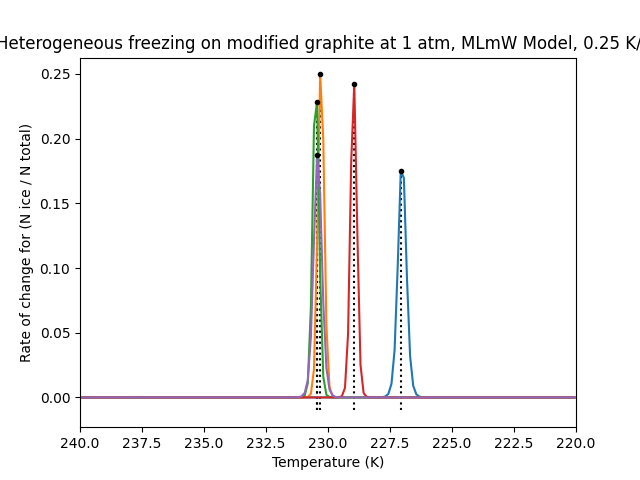 Heterogeneous freezing on modified graphite at 1 atm, MLmW Model, 0.25 K/
0.25
0.20
0.15
0.10
0.05
0.00
Rate of change for (N ice / N total)
240.0 237.5 235.0 232.5 230.0 227.5 225.0 222.5 220.0
Temperature (K)